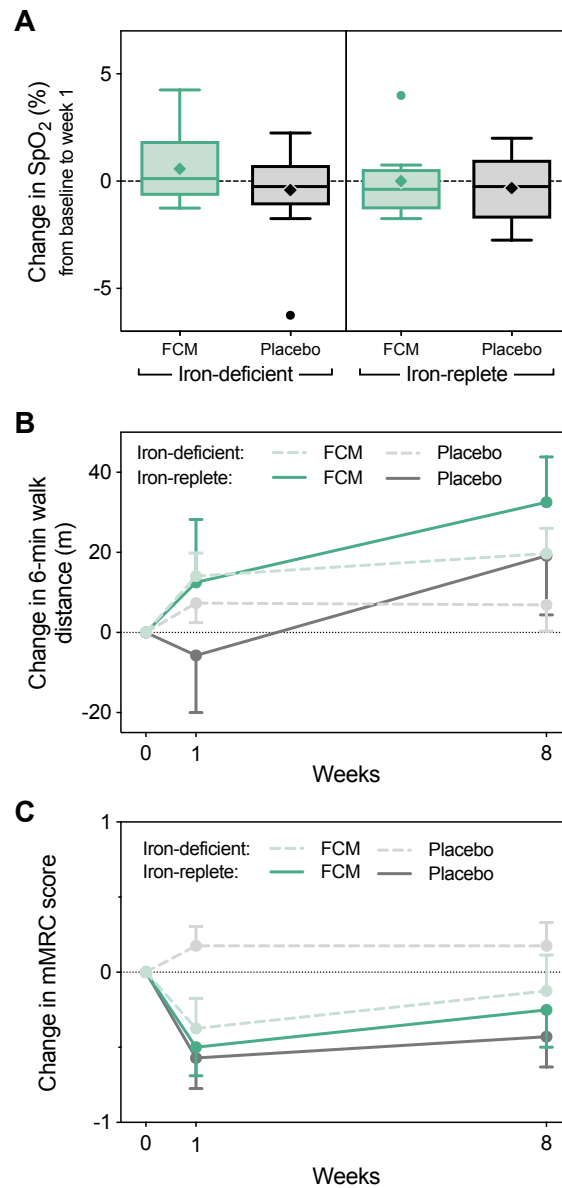 A
Change in SpO2 (%)
from baseline to week 1
5
0
-5
FCM
Placebo
FCM
Placebo
Iron-deficient
Iron-replete
B
Iron-deficient: FCM Placebo
Iron-replete: FCM Placebo
Change in 6-min walk
distance (m)
40
20
0
-20
0
1
8
Weeks
C
Iron-deficient: FCM Placebo
Iron-replete: FCM Placebo
Change in mMRC score
1
0
-1
0
1
8
Weeks